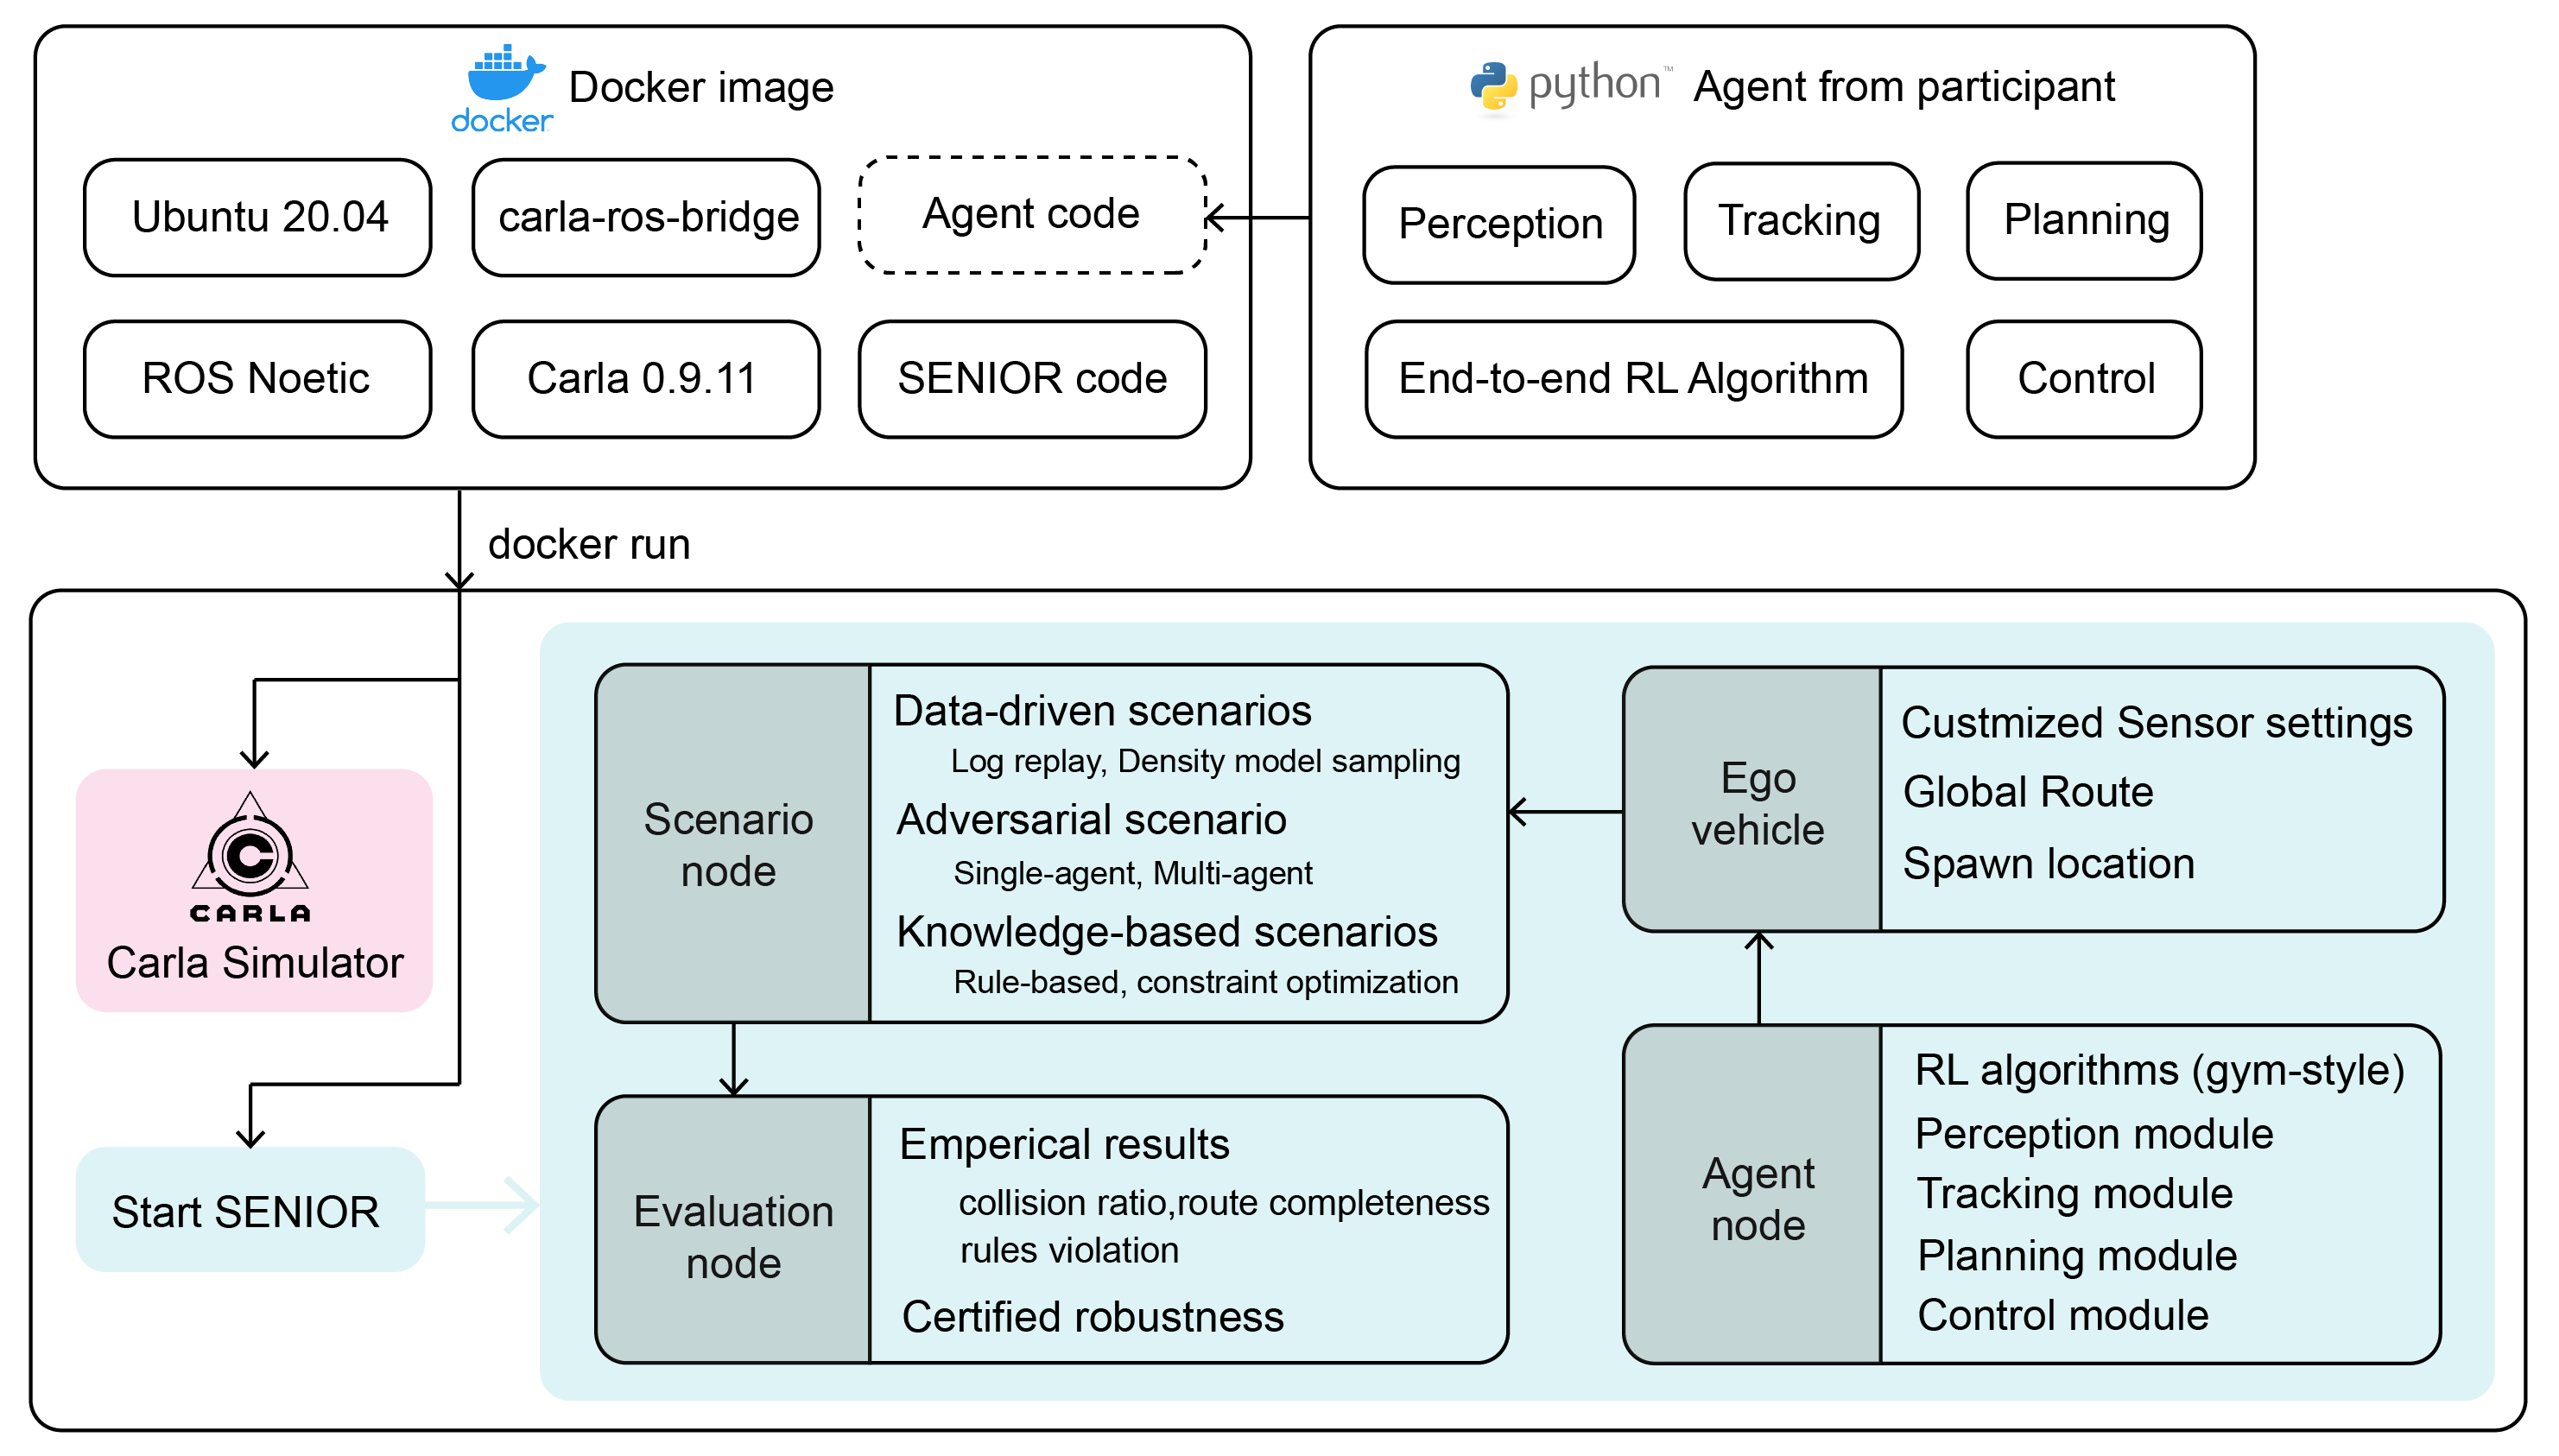 docker
Docker image
Ubuntu 20.04
carla-ros-bridge
Agent code
ROS Noetic
Carla 0.9.11
SENIOR code
python™
Agent from participant
Perception
Tracking
Planning
End-to-end RL Algorithm
Control
docker run
CARLA
Carla Simulator
Start SENIOR
Scenario
node
Data-driven scenarios
Log replay, Density model sampling
Adversarial scenario
Single-agent, Multi-agent
Knowledge-based scenarios
Rule-based, constraint optimization
Ego
vehicle
Custmized Sensor settings
Global Route
Spawn location
Evaluation
node
Emperical results
collision ratio,route completeness
rules violation
Certified robustness
Agent
node
RL algorithms (gym-style)
Perception module
Tracking module
Planning module
Control module